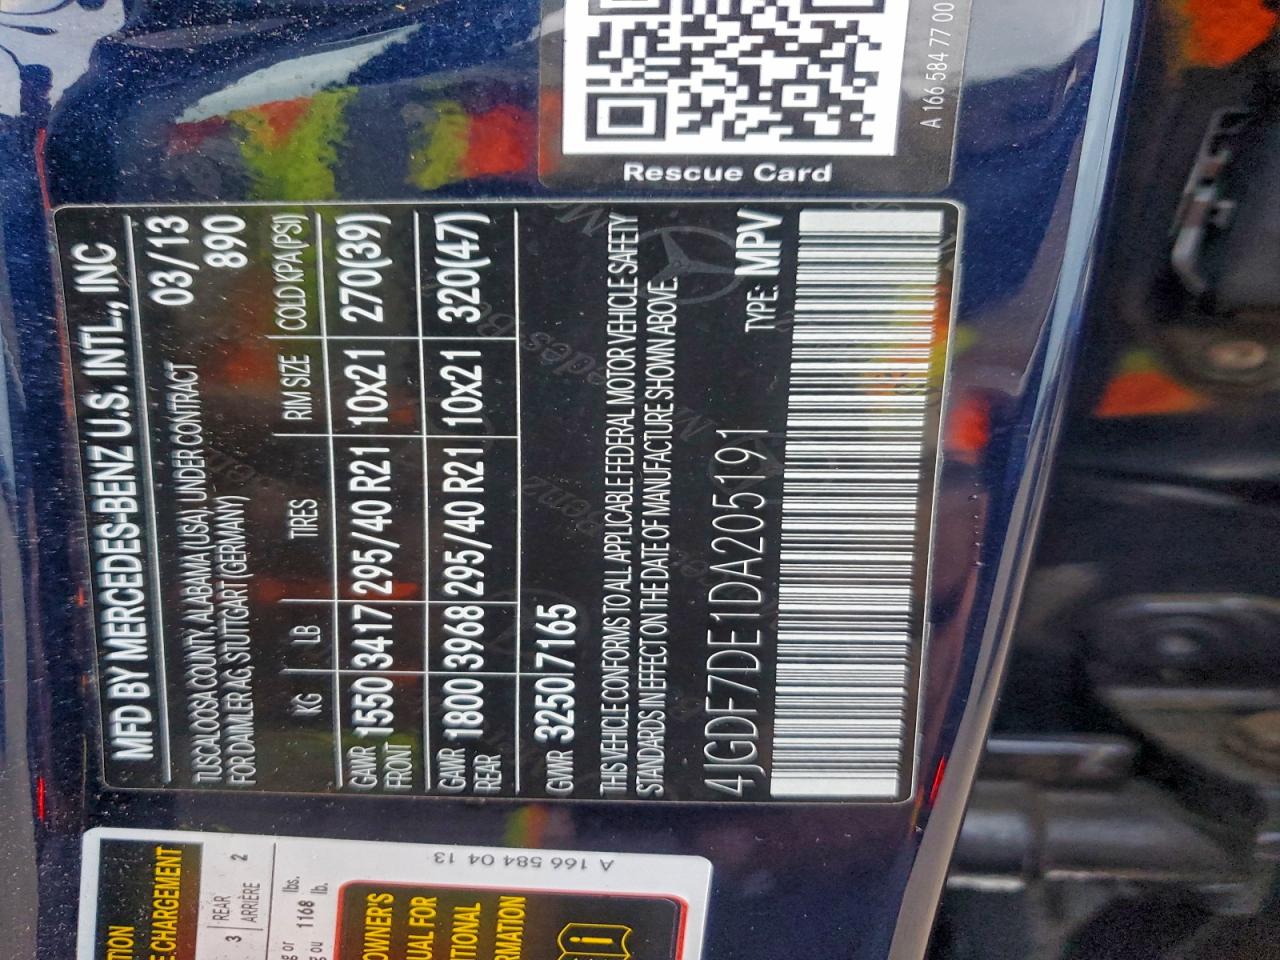 A 166 584 77 00
Rescue Card
MFD BY MERCEDES-BENZ U.S. INTL., INC
03/13
TUSCALOOSA COUNTY, ALABAMA (USA), UNDER CONTRACT
FOR DAIMLER AG, STUTTGART (GERMANY)
890
KG LB TIRES RIM SIZE COLD KPA(PSI)
GAWR FRONT 1550 3417 295/40 R21 10x21 270(39)
GAWR REAR 1800 3968 295/40 R21 10x21 320(47)
GVWR 3250 7165
THIS VEHICLE CONFORMS TO ALL APPLICABLE FEDERAL MOTOR VEHICLE SAFETY
STANDARDS IN EFFECT ON THE DATE OF MANUFACTURE SHOWN ABOVE.
4JGDF7DE1DA205191 TYPE: MPV
A 166 584 04 13
CHARGEMENT
3 REAR 2
ARRIÈRE
1168 lbs.
ou lb.
OWNER'S